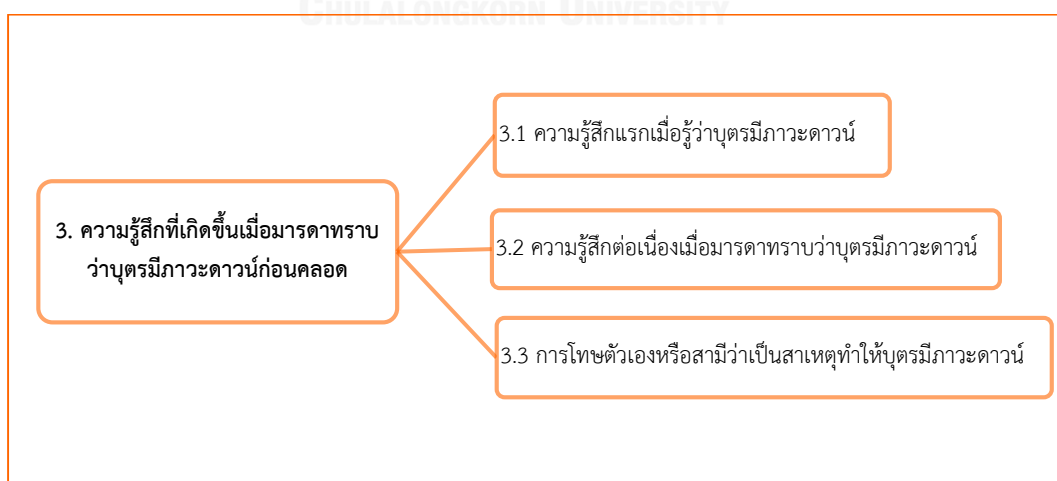 CHULALONGKORN UNIVERSITY
3.1 ความรู้สึกแรกเมื่อรู้ว่าบุตรมีภาวะดาวน์
3. ความรู้สึกที่เกิดขึ้นเมื่อมารดาทราบ
ว่าบุตรมีภาวะดาวน์ก่อนคลอด
3.2 ความรู้สึกต่อเนื่องเมื่อมารดาทราบว่าบุตรมีภาวะดาวน์
3.3 การโทษตัวเองหรือสามีว่าเป็นสาเหตุทำให้บุตรมีภาวะดาวน์